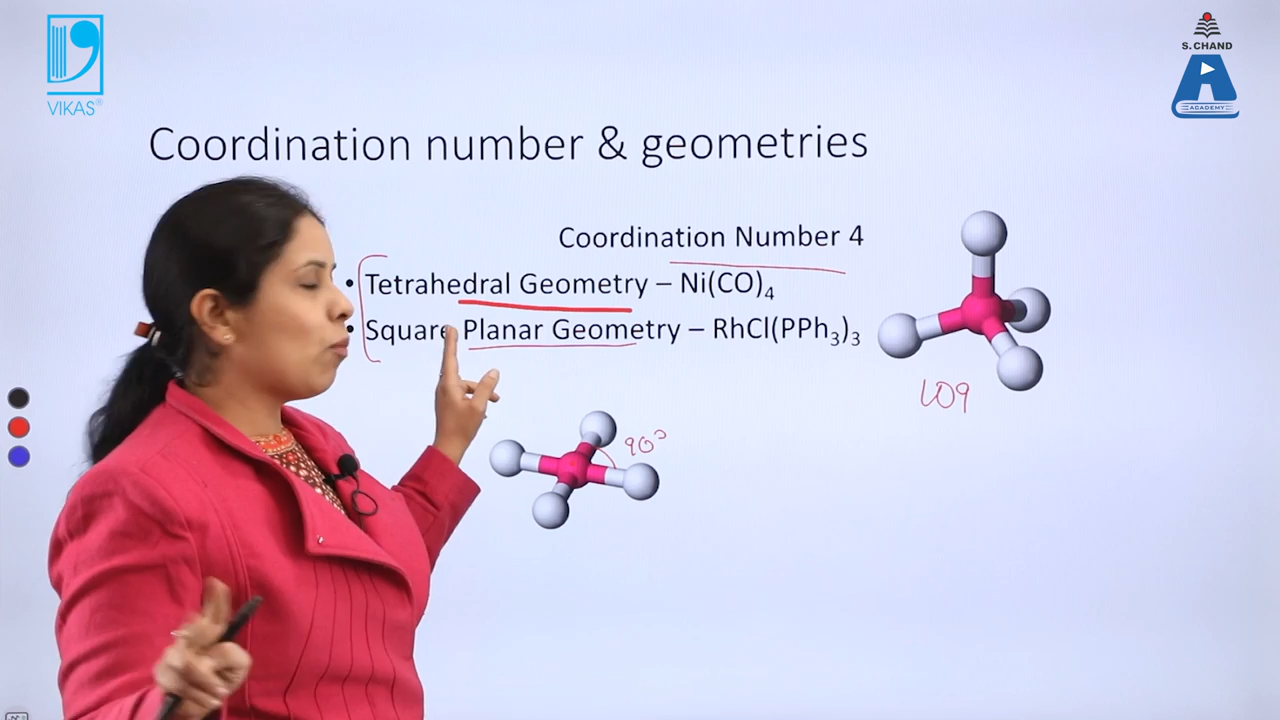 VIKAS®
S. CHAND
ACADEMY
Coordination number & geometries
Coordination Number 4
• Tetrahedral Geometry – Ni(CO)₄
• Square Planar Geometry – RhCl(PPh₃)₃
109
90°